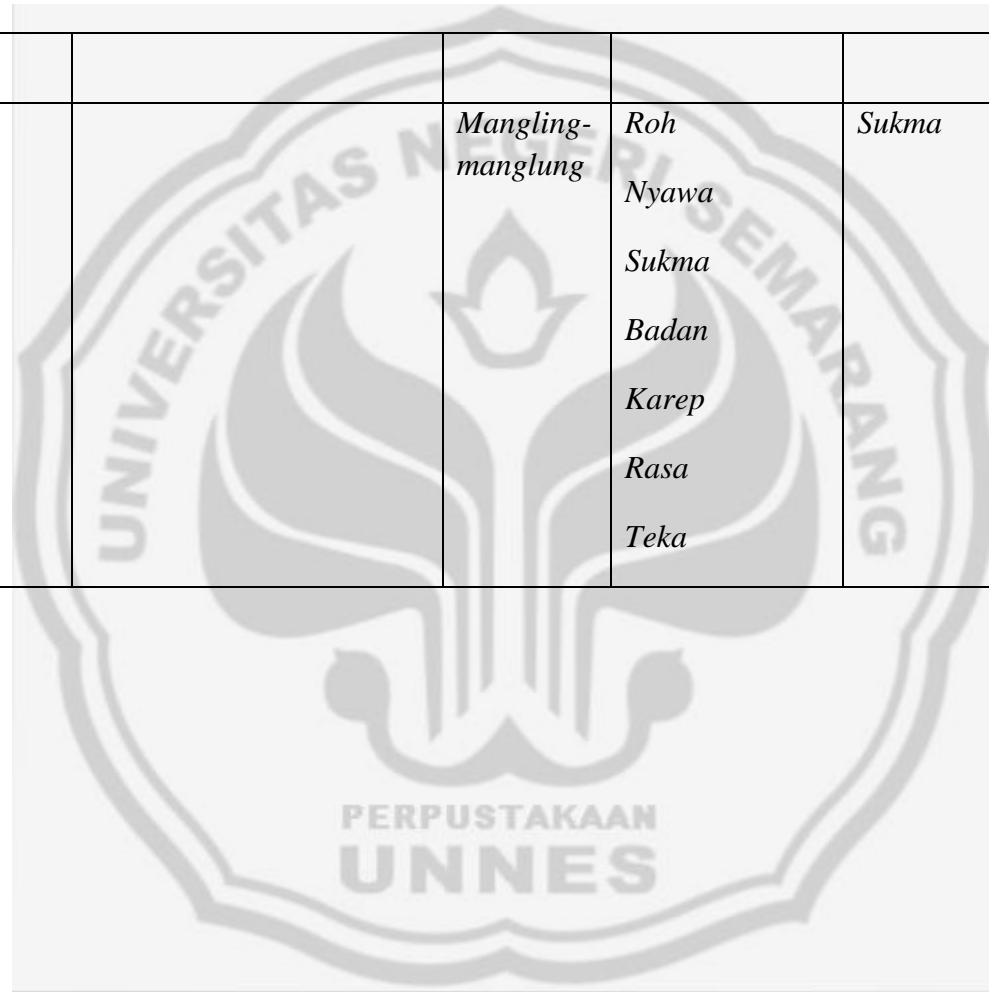 Mangling-
manglung
Roh
Nyawa
Sukma
Badan
Karep
Rasa
Teka
Sukma
UNIVERSITAS NEGERI SEMARANG
PERPUSTAKAAN
UNNES